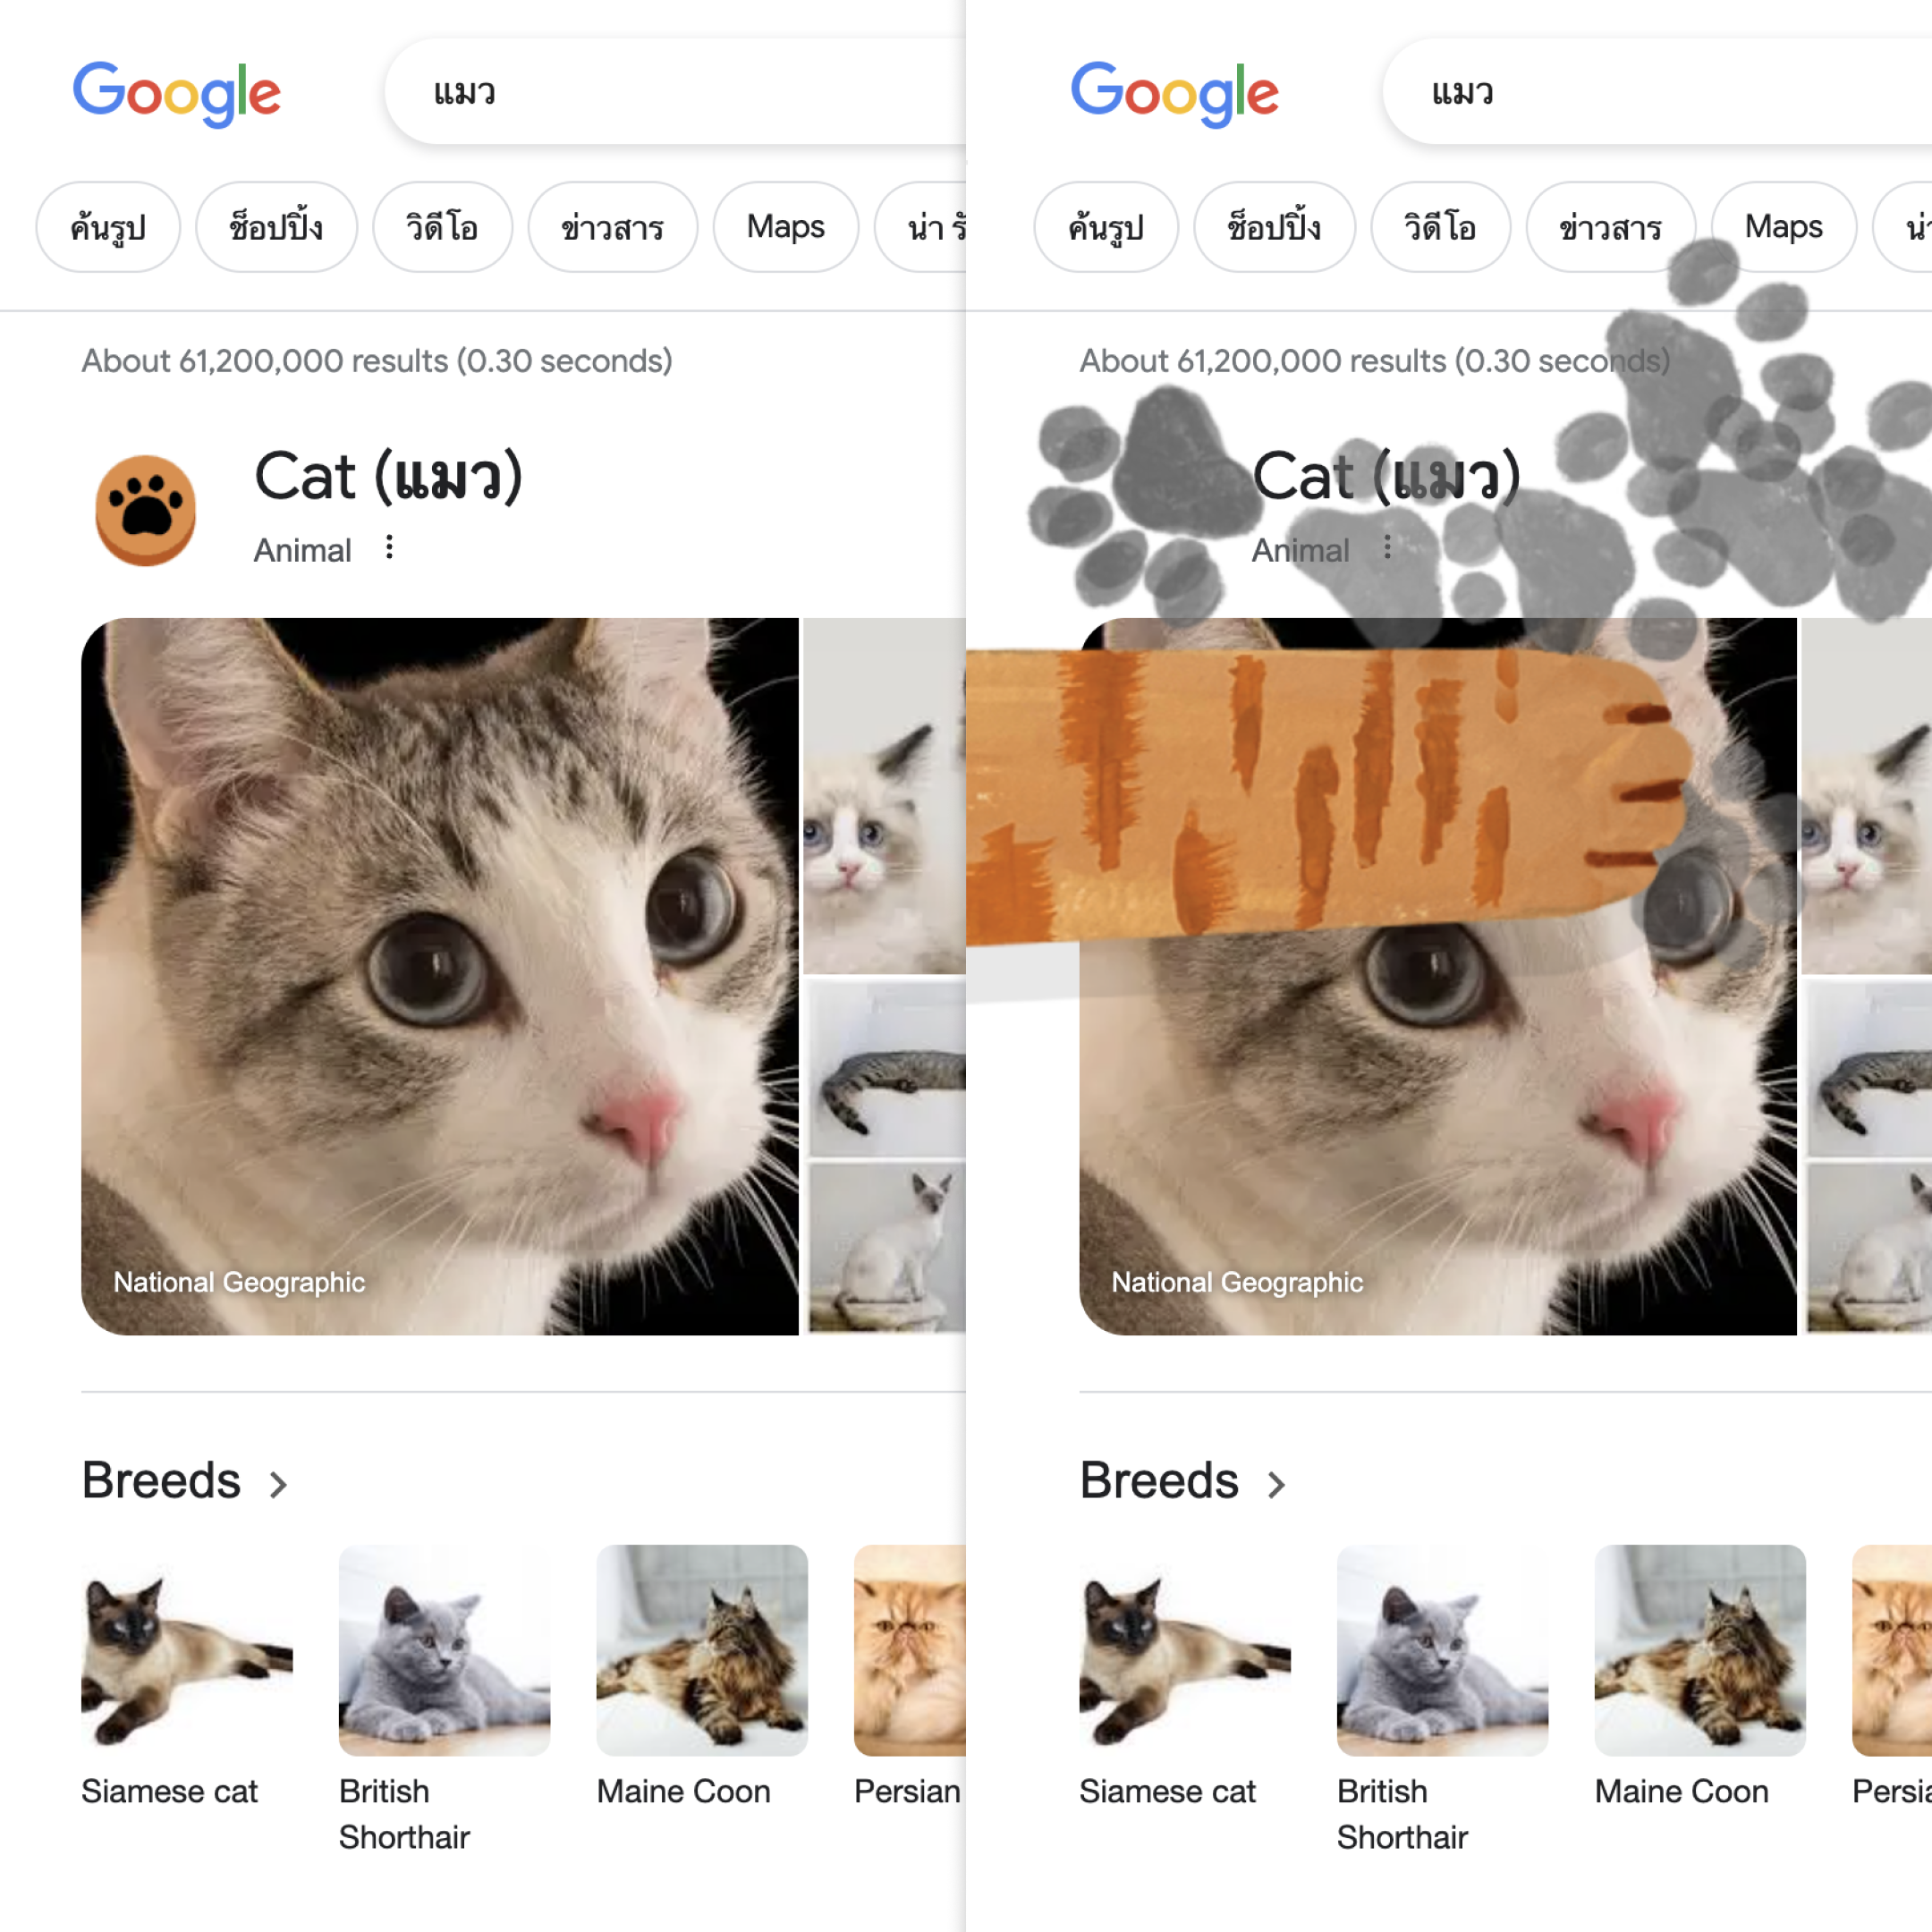 Google
แมว
ค้นรูป
ช็อปปิ้ง
วิดีโอ
ข่าวสาร
Maps
น่า รั
About 61,200,000 results (0.30 seconds)
Cat (แมว)
Animal
National Geographic
Breeds
Siamese cat
British
Shorthair
Maine Coon
Persian
Google
แมว
ค้นรูป
ช็อปปิ้ง
วิดีโอ
ข่าวสาร
Maps
น่า
About 61,200,000 results (0.30 seconds)
Cat (แมว)
Animal
National Geographic
Breeds
Siamese cat
British
Shorthair
Maine Coon
Persia